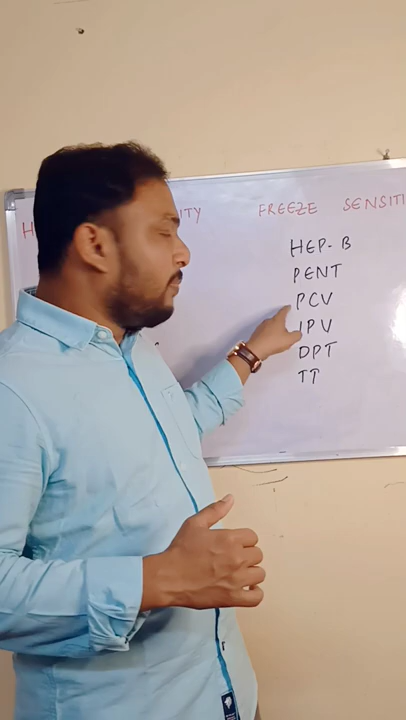 FREEZE SENSITI
HEP-B
PENT
PCV
IPV
DPT
TT